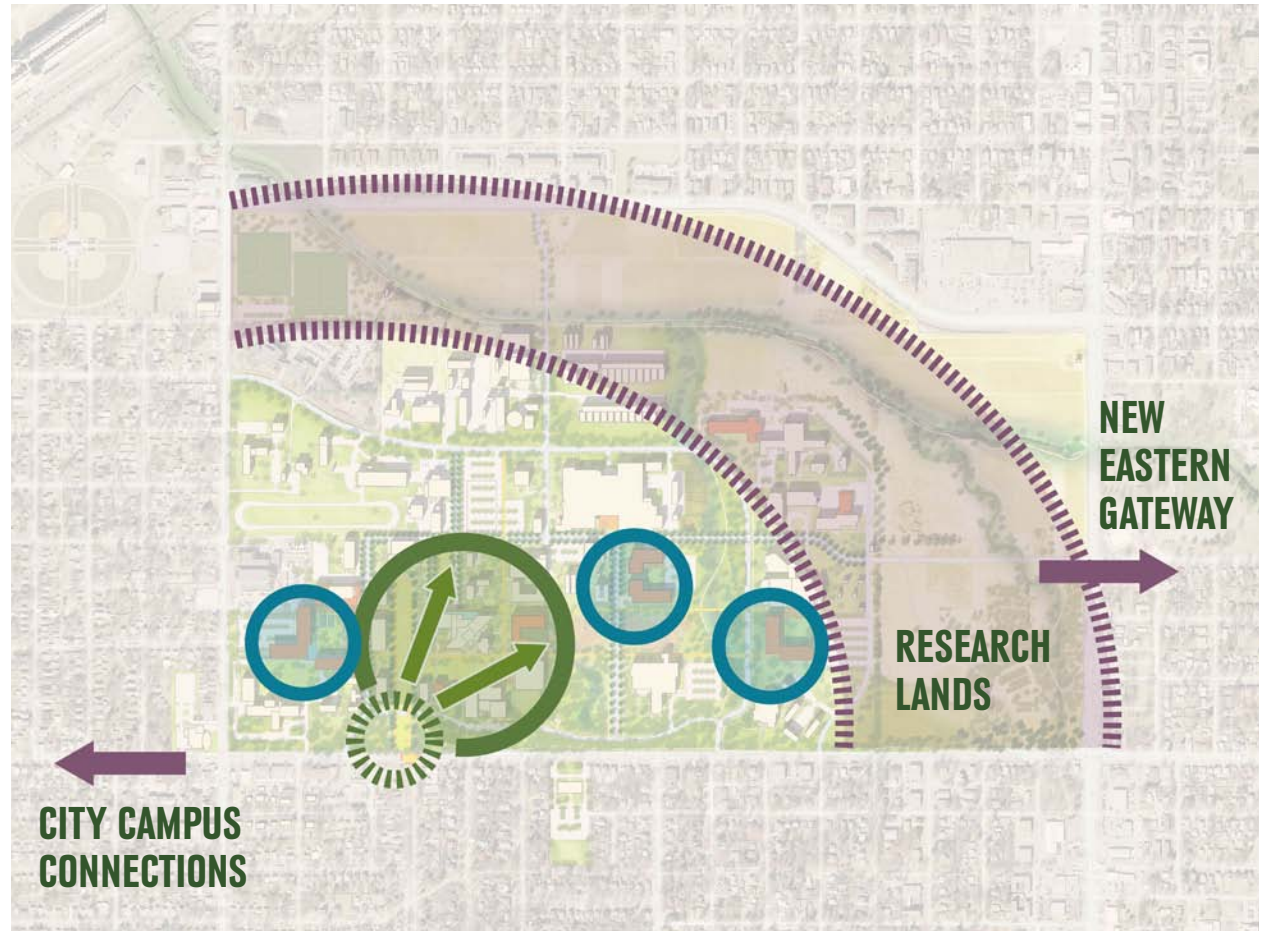 NEW
EASTERN
GATEWAY
RESEARCH
LANDS
CITY CAMPUS
CONNECTIONS